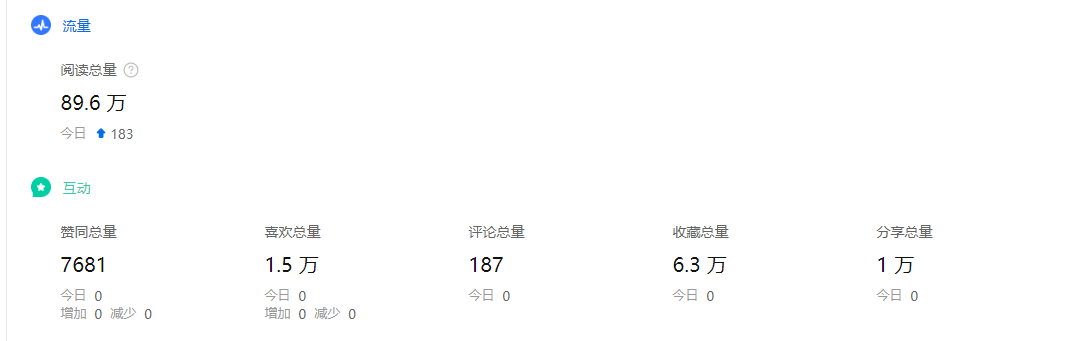 流量
阅读总量 ?
89.6 万
今日 183
互动
赞同总量 喜欢总量 评论总量 收藏总量 分享总量
7681 1.5 万 187 6.3 万 1 万
今日 0 今日 0 今日 0 今日 0 今日 0
增加 0 减少 0 增加 0 减少 0